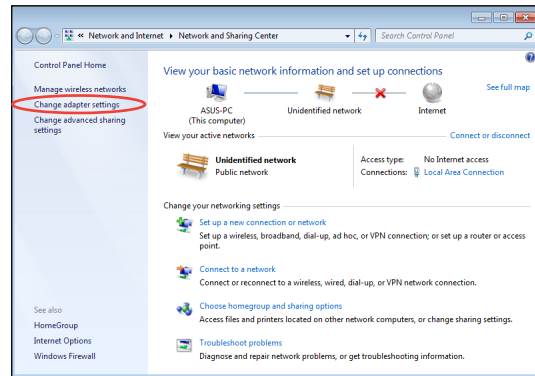 « Network and Internet ▸ Network and Sharing Center
Search Control Panel
Control Panel Home
Manage wireless networks
Change adapter settings
Change advanced sharing
settings
See also
HomeGroup
Internet Options
Windows Firewall
View your basic network information and set up connections
See full map
ASUS-PC
(This computer)
Unidentified network
Internet
View your active networks
Connect or disconnect
Unidentified network
Public network
Access type: No Internet access
Connections: Local Area Connection
Change your networking settings
Set up a new connection or network
Set up a wireless, broadband, dial-up, ad hoc, or VPN connection; or set up a router or access
point.
Connect to a network
Connect or reconnect to a wireless, wired, dial-up, or VPN network connection.
Choose homegroup and sharing options
Access files and printers located on other network computers, or change sharing settings.
Troubleshoot problems
Diagnose and repair network problems, or get troubleshooting information.